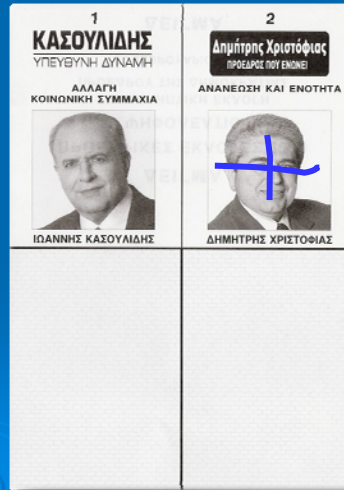 1
ΚΑΣΟΥΛΙΔΗΣ
ΥΠΕΥΘΥΝΗ ΔΥΝΑΜΗ
ΑΛΛΑΓΗ
ΚΟΙΝΩΝΙΚΗ ΣΥΜΜΑΧΙΑ
ΙΩΑΝΝΗΣ ΚΑΣΟΥΛΙΔΗΣ
2
Δημήτρης Χριστόφιας
ΠΡΟΕΔΡΟΣ ΠΟΥ ΕΝΩΝΕΙ
ΑΝΑΝΕΩΣΗ ΚΑΙ ΕΝΟΤΗΤΑ
ΔΗΜΗΤΡΗΣ ΧΡΙΣΤΟΦΙΑΣ